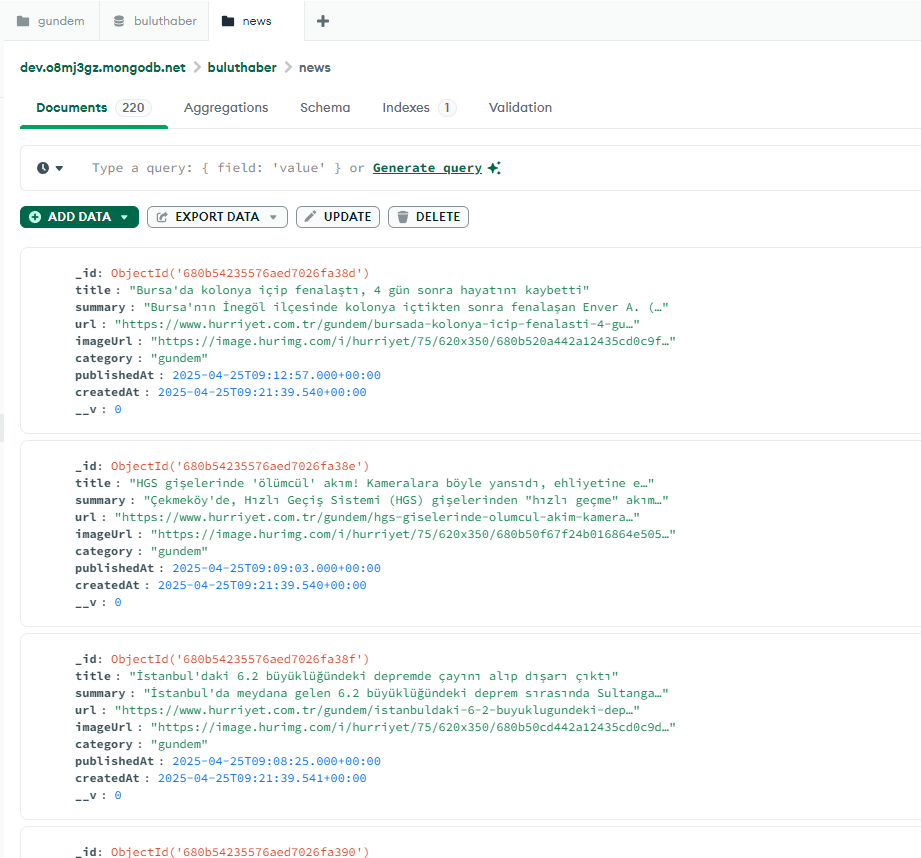 gundem buluthaber news
dev.o8mj3gz.mongodb.net > buluthaber > news
Documents 220 Aggregations Schema Indexes 1 Validation
Type a query: { field: 'value' } or Generate query
ADD DATA EXPORT DATA UPDATE DELETE
_id: ObjectId('680b54235576aed7026fa38d')
title : "Bursa'da kolonya içip fenalaştı, 4 gün sonra hayatını kaybetti"
summary : "Bursa'nın İnegöl ilçesinde kolonya içtikten sonra fenalaşan Enver A. (…"
url : "https://www.hurriyet.com.tr/gundem/bursada-kolonya-icip-fenalasti-4-gu…"
imageUrl : "https://image.hurimg.com/i/hurriyet/75/620x350/680b520a442a12435cd0c9f…"
category : "gundem"
publishedAt : 2025-04-25T09:12:57.000+00:00
createdAt : 2025-04-25T09:21:39.540+00:00
__v : 0
_id: ObjectId('680b54235576aed7026fa38e')
title : "HGS gişelerinde 'ölümcül' akım! Kameralara böyle yansıdı, ehliyetine e…"
summary : "Çekmeköy'de, Hızlı Geçiş Sistemi (HGS) gişelerinden "hızlı geçme" akım…"
url : "https://www.hurriyet.com.tr/gundem/hgs-giselerinde-olumcul-akim-kamera…"
imageUrl : "https://image.hurimg.com/i/hurriyet/75/620x350/680b50f67f24b016864e505…"
category : "gundem"
publishedAt : 2025-04-25T09:09:03.000+00:00
createdAt : 2025-04-25T09:21:39.540+00:00
__v : 0
_id: ObjectId('680b54235576aed7026fa38f')
title : "İstanbul'daki 6.2 büyüklüğündeki depremde çayını alıp dışarı çıktı"
summary : "İstanbul'da meydana gelen 6.2 büyüklüğündeki deprem sırasında Sultanga…"
url : "https://www.hurriyet.com.tr/gundem/istanbuldaki-6-2-buyuklugundeki-dep…"
imageUrl : "https://image.hurimg.com/i/hurriyet/75/620x350/680b50cd442a12435cd0c9d…"
category : "gundem"
publishedAt : 2025-04-25T09:08:25.000+00:00
createdAt : 2025-04-25T09:21:39.541+00:00
__v : 0
_id: ObjectId('680b54235576aed7026fa390')